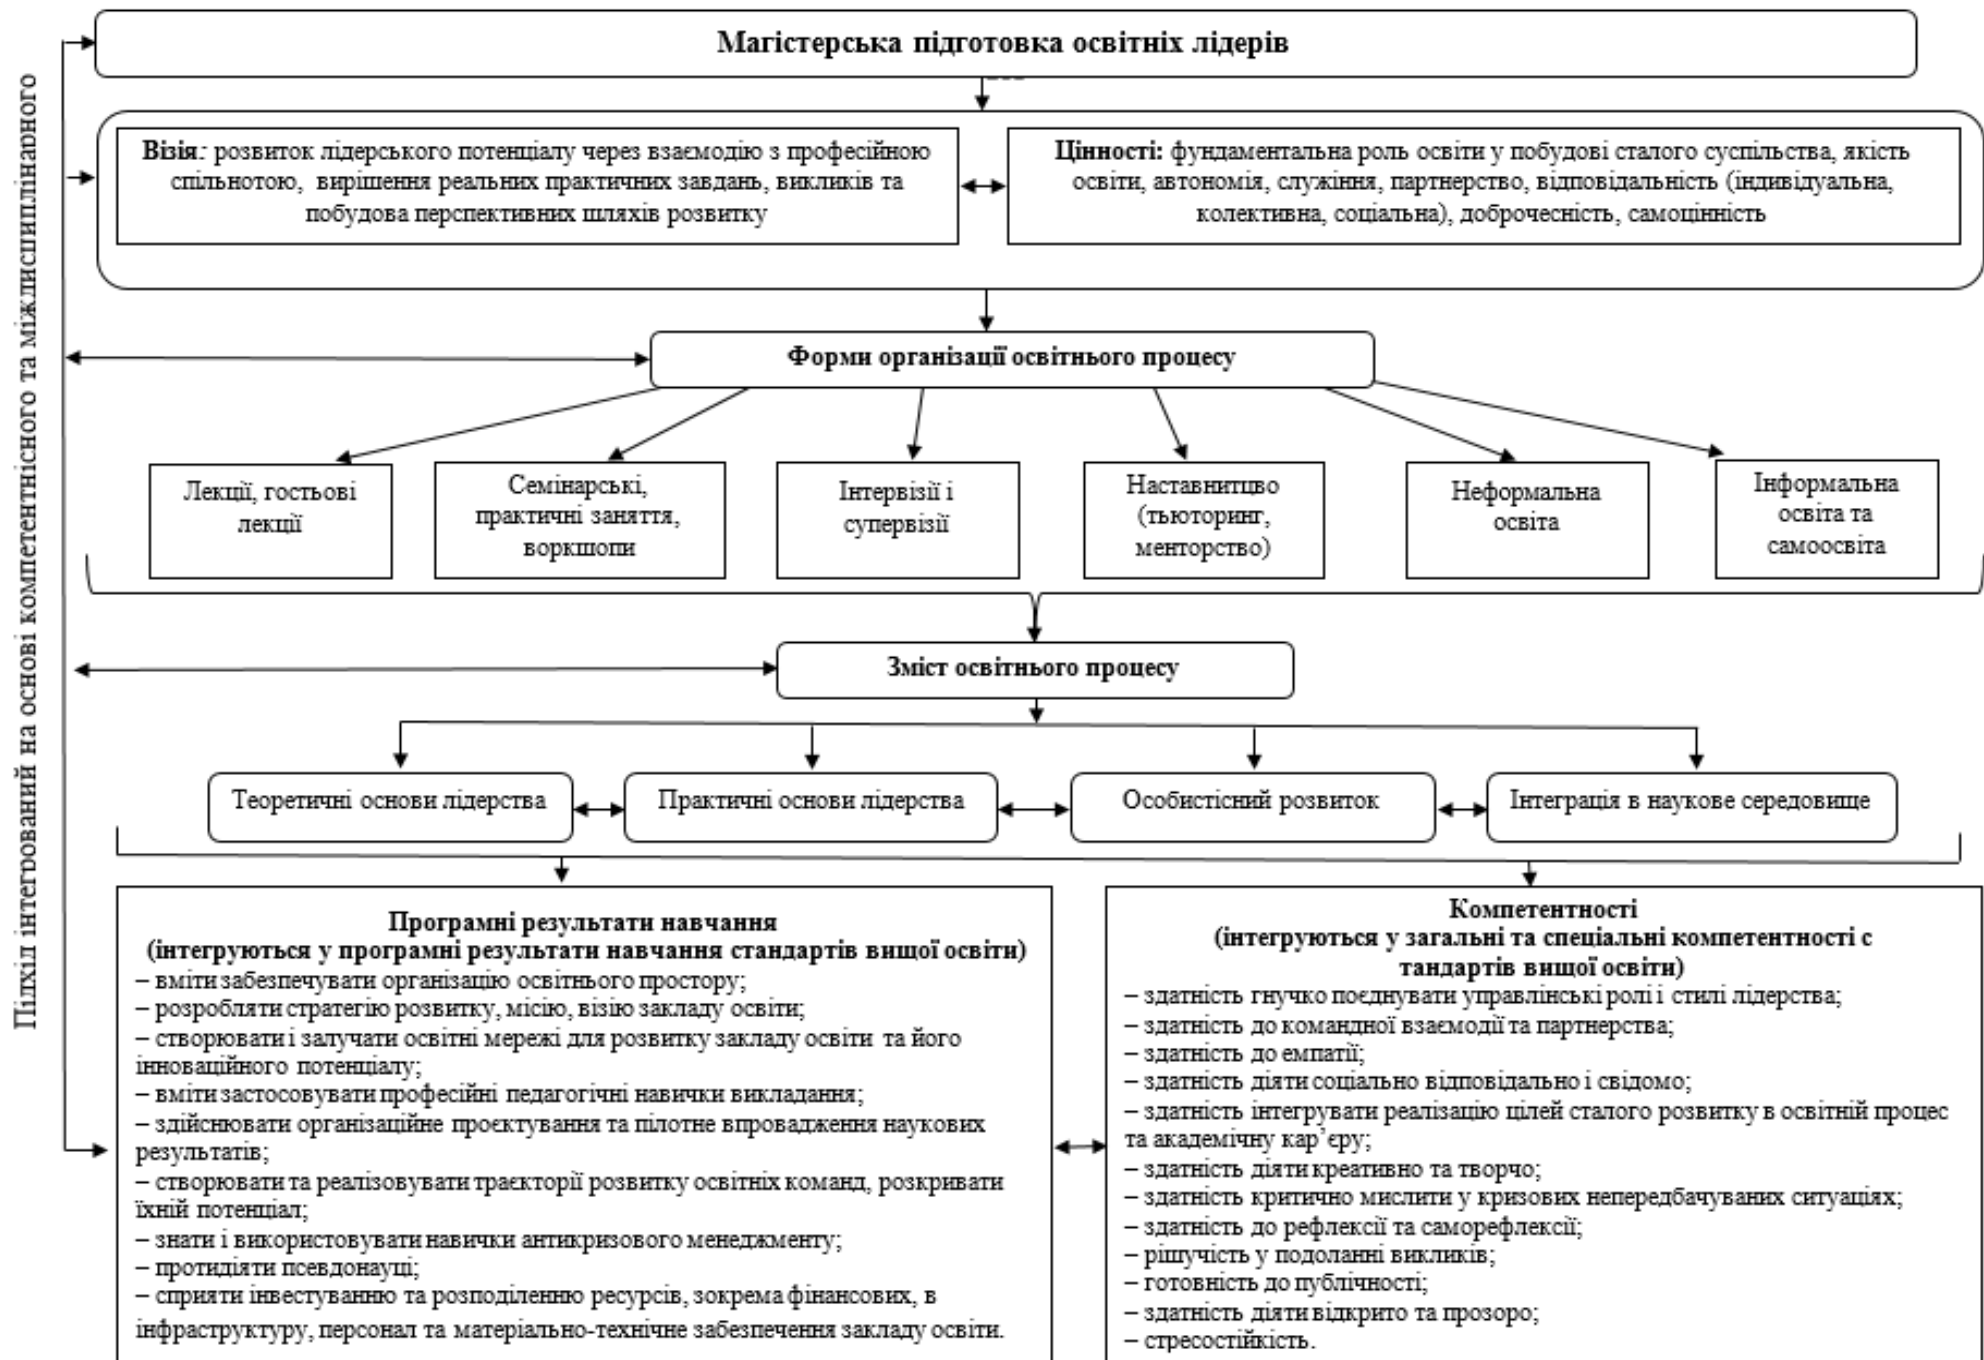 Магістерська підготовка освітніх лідерів
Підхід інтегрований на основі компетентнісного та міждисциплінарного
Візія: розвиток лідерського потенціалу через взаємодію з професійною
спільнотою, вирішення реальних практичних завдань, викликів та
побудова перспективних шляхів розвитку
Цінності: фундаментальна роль освіти у побудові сталого суспільства, якість
освіти, автономія, служіння, партнерство, відповідальність (індивідуальна,
колективна, соціальна), доброчесність, самоцінність
Форми організації освітнього процесу
Лекції, гостьові
лекції
Семінарські,
практичні заняття,
воркшопи
Інтервізії і
супервізії
Наставнитцво
(тьюторинг,
менторство)
Неформальна
освіта
Інформальна
освіта та
самоосвіта
Зміст освітнього процесу
Теоретичні основи лідерства
Практичні основи лідерства
Особистісний розвиток
Інтеграція в наукове середовище
Програмні результати навчання
(інтегруються у програмні результати навчання стандартів вищої освіти)
– вміти забезпечувати організацію освітнього простору;
– розробляти стратегію розвитку, місію, візію закладу освіти;
– створювати і залучати освітні мережі для розвитку закладу освіти та його
інноваційного потенціалу;
– вміти застосовувати професійні педагогічні навички викладання;
– здійснювати організаційне проєктування та пілотне впровадження наукових
результатів;
– створювати та реалізовувати траєкторії розвитку освітніх команд, розкривати
їхній потенціал;
– знати і використовувати навички антикризового менеджменту;
– протидіяти псевдонауці;
– сприяти інвестуванню та розподіленню ресурсів, зокрема фінансових, в
інфраструктуру, персонал та матеріально-технічне забезпечення закладу освіти.
Компетентності
(інтегруються у загальні та спеціальні компетентності с
тандартів вищої освіти)
– здатність гнучко поєднувати управлінські ролі і стилі лідерства;
– здатність до командної взаємодії та партнерства;
– здатність до емпатії;
– здатність діяти соціально відповідально і свідомо;
– здатність інтегрувати реалізацію цілей сталого розвитку в освітній процес
та академічну кар’єру;
– здатність діяти креативно та творчо;
– здатність критично мислити у кризових непередбачуваних ситуаціях;
– здатність до рефлексії та саморефлексії;
– рішучість у подоланні викликів;
– готовність до публічності;
– здатність діяти відкрито та прозоро;
– стресостійкість.